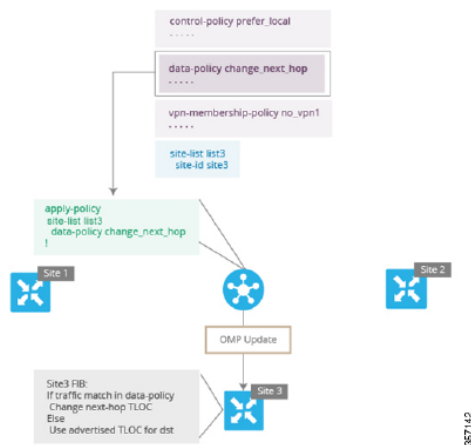 control-policy prefer_local
.....
data-policy change_next_hop
.....
vpn-membership-policy no_vpn1
.....
site-list list3
site-id site3
apply-policy
site-list list3
data-policy change_next_hop
!
Site 1
Site 2
OMP Update
Site3 FIB:
If traffic match in data-policy
Change next-hop TLOC
Else
Use advertised TLOC for dst
Site 3
367142